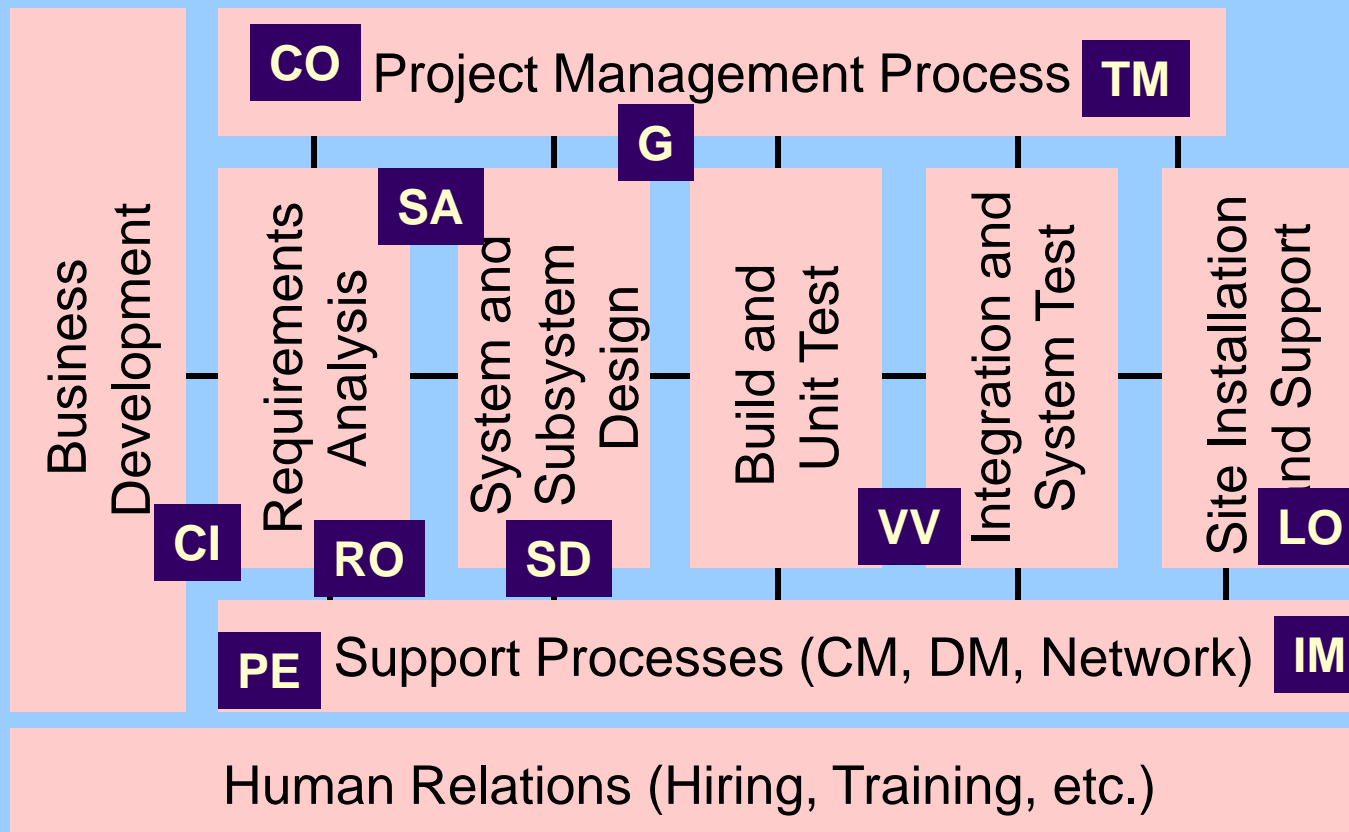 CO
Project Management Process
TM
G
Business
Development
Requirements
Analysis
SA
System and
Subsystem
Design
Build and
Unit Test
Integration and
System Test
Site Installation
and Support
CI
RO
SD
VV
LO
PE
Support Processes (CM, DM, Network)
IM
Human Relations (Hiring, Training, etc.)